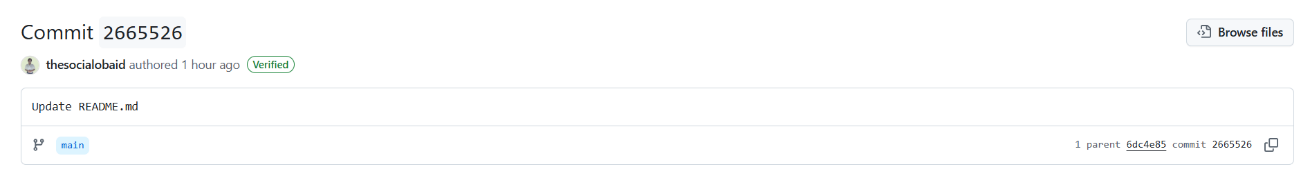 Commit 2665526
Browse files
thesocialobaid authored 1 hour ago Verified
Update README.md
main
1 parent 6dc4e85 commit 2665526